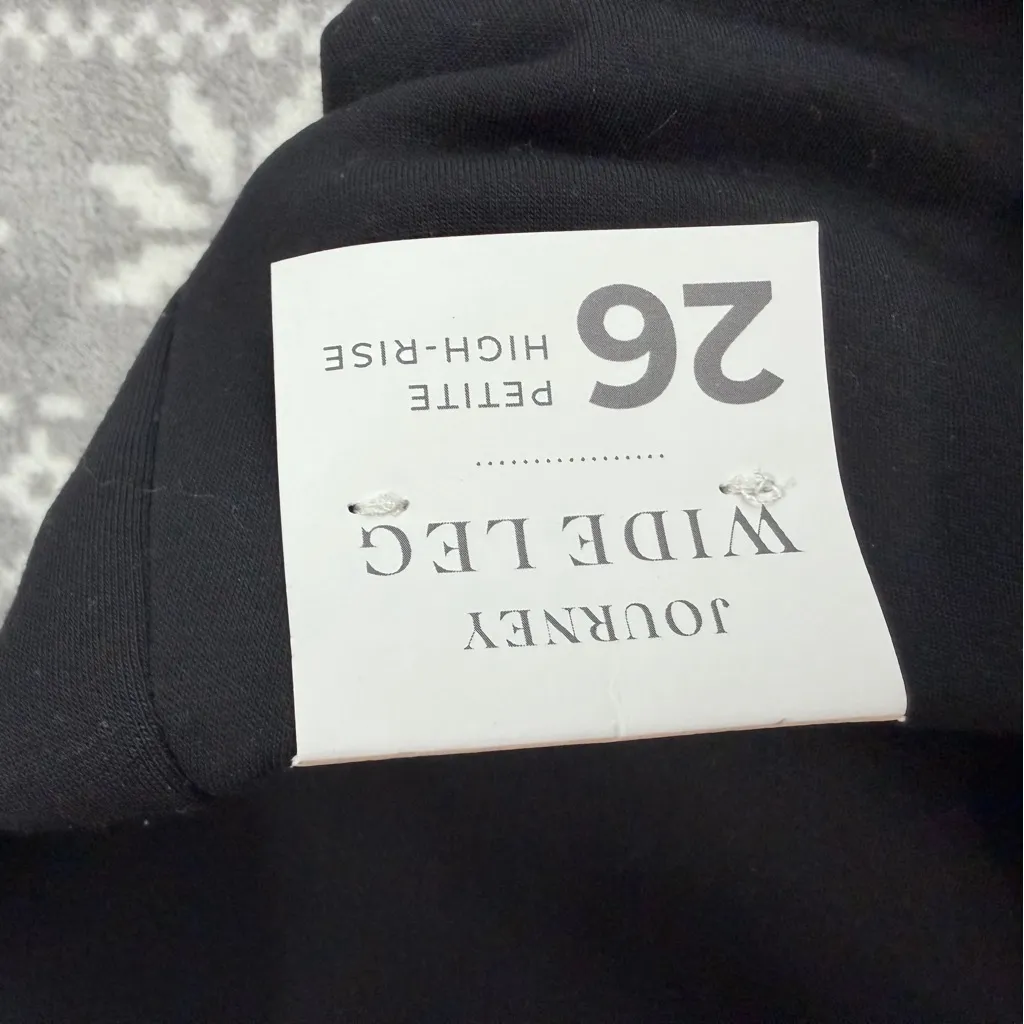 JOURNEY
WIDE LEG
26
PETITE
HIGH-RISE